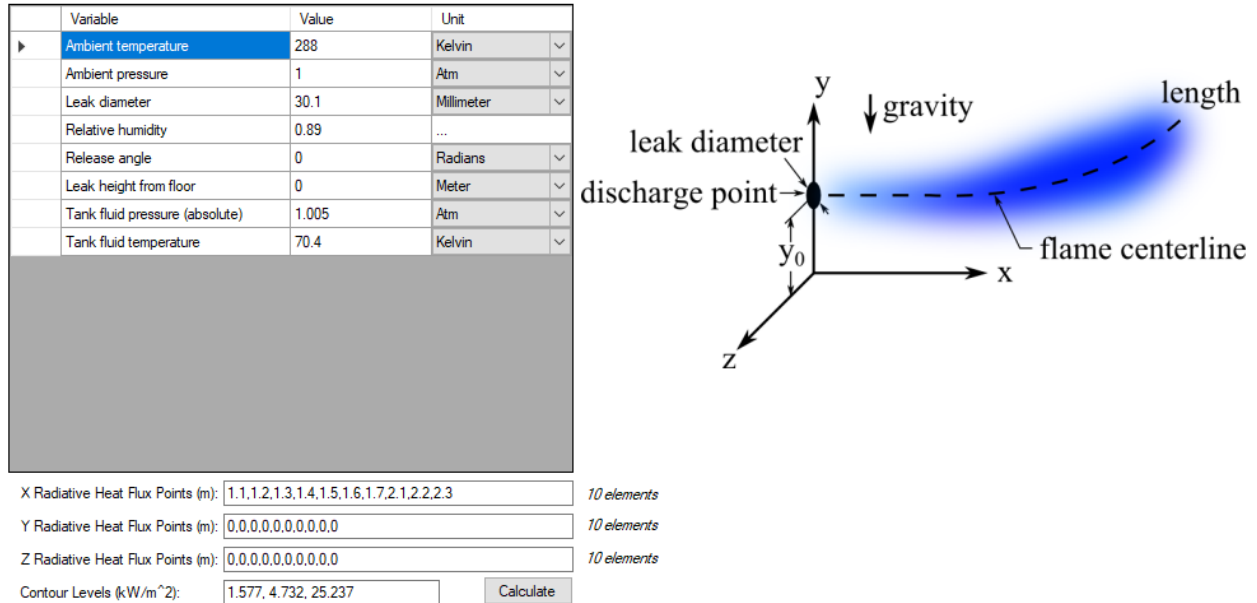 Variable Value Unit
Ambient temperature 288 Kelvin
Ambient pressure 1 Atm
Leak diameter 30.1 Millimeter
Relative humidity 0.89 ...
Release angle 0 Radians
Leak height from floor 0 Meter
Tank fluid pressure (absolute) 1.005 Atm
Tank fluid temperature 70.4 Kelvin
y
gravity
length
leak diameter
discharge point
y₀
flame centerline
x
z
X Radiative Heat Flux Points (m): 1.1,1.2,1.3,1.4,1.5,1.6,1.7,2.1,2.2,2.3 10 elements
Y Radiative Heat Flux Points (m): 0,0,0,0,0,0,0,0,0,0 10 elements
Z Radiative Heat Flux Points (m): 0,0,0,0,0,0,0,0,0,0 10 elements
Contour Levels (kW/m^2): 1.577, 4.732, 25.237 Calculate